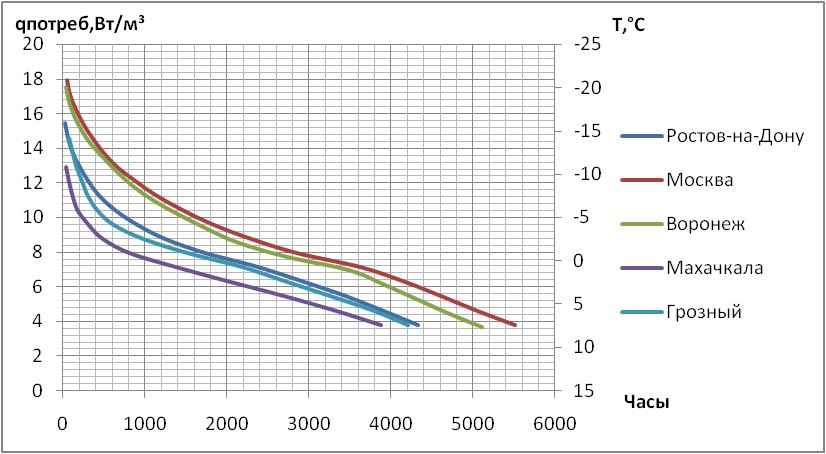 qпотреб,Вт/м³
T,°C
20
18
16
14
12
10
8
6
4
2
0
-25
-20
-15
-10
-5
0
5
10
15
0 1000 2000 3000 4000 5000 6000
Часы
Ростов-на-Дону
Москва
Воронеж
Махачкала
Грозный